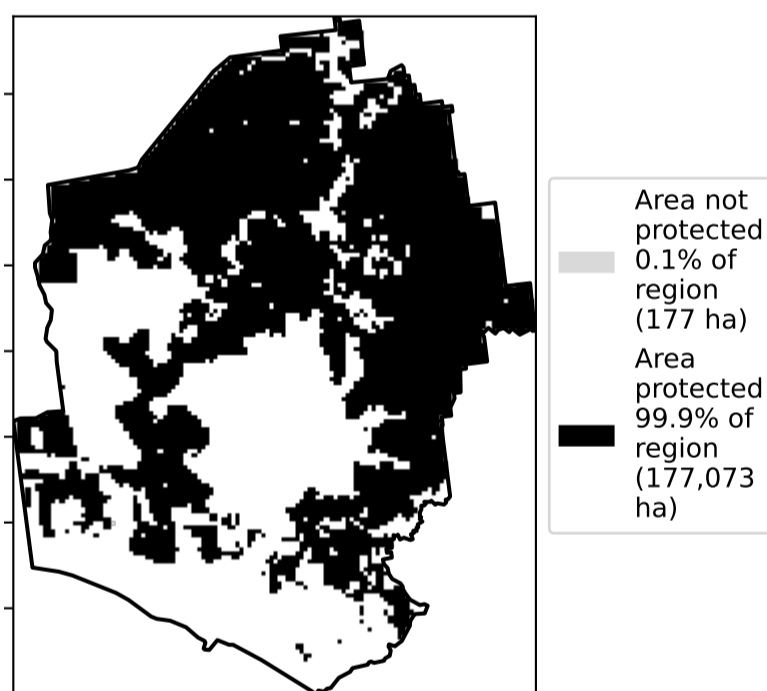 Area not
protected
0.1% of
region
(177 ha)
Area
protected
99.9% of
region
(177,073
ha)